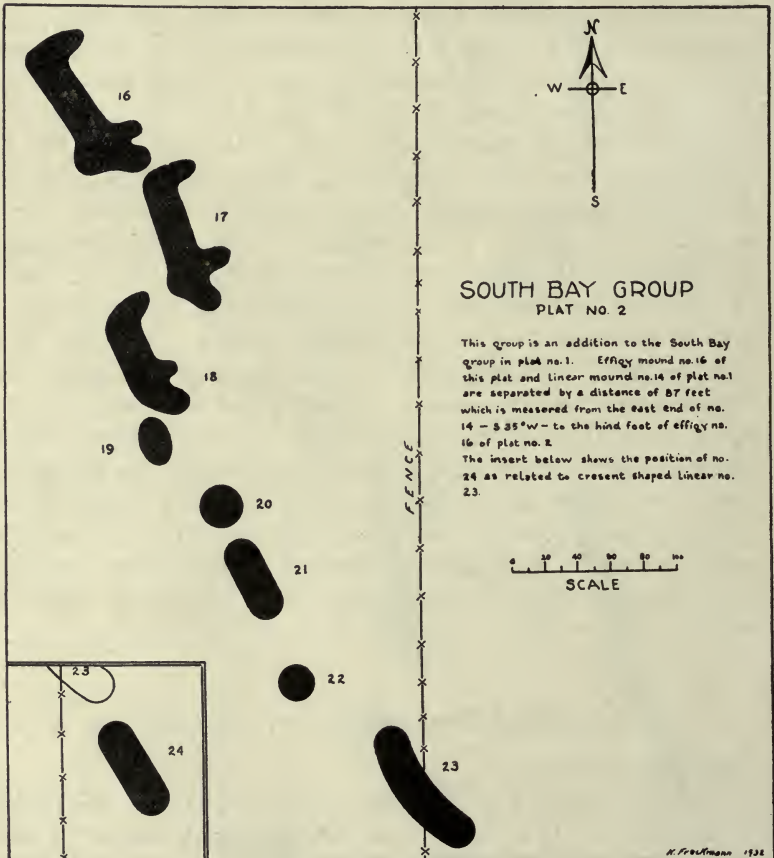 16
17
18
19
20
21
22
23
23
24
N
W E
S
FENCE
SOUTH BAY GROUP
PLAT NO. 2
This group is an addition to the South Bay
group in plat no. 1. Effigy mound no. 16 of
this plat and linear mound no. 14 of plat no. 1
are separated by a distance of 87 feet
which is measered from the east end of no.
14 – S 35° W – to the hind foot of effigy no.
16 of plat no. 2
The insert below shows the position of no.
24 as related to cresent shaped linear no.
23.
0 20 40 60 80 100
SCALE
1932